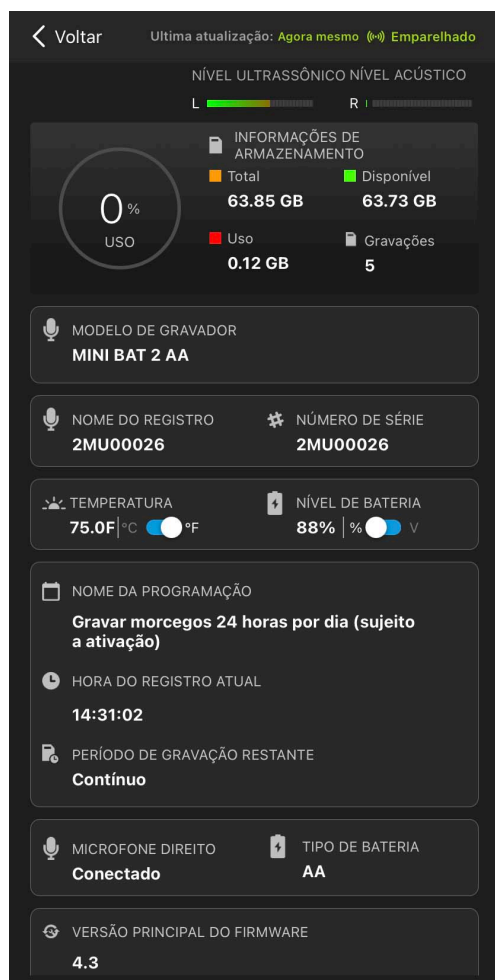 Voltar
Ultima atualização: Agora mesmo Emparelhado
NÍVEL ULTRASSÔNICO NÍVEL ACÚSTICO
L R
INFORMAÇÕES DE
ARMAZENAMENTO
Total Disponível
63.85 GB 63.73 GB
0 %
USO
Uso Gravações
0.12 GB 5
MODELO DE GRAVADOR
MINI BAT 2 AA
NOME DO REGISTRO NÚMERO DE SÉRIE
2MU00026 2MU00026
TEMPERATURA NÍVEL DE BATERIA
75.0F °C °F 88% % V
NOME DA PROGRAMAÇÃO
Gravar morcegos 24 horas por dia (sujeito
a ativação)
HORA DO REGISTRO ATUAL
14:31:02
PERÍODO DE GRAVAÇÃO RESTANTE
Contínuo
MICROFONE DIREITO TIPO DE BATERIA
Conectado AA
VERSÃO PRINCIPAL DO FIRMWARE
4.3